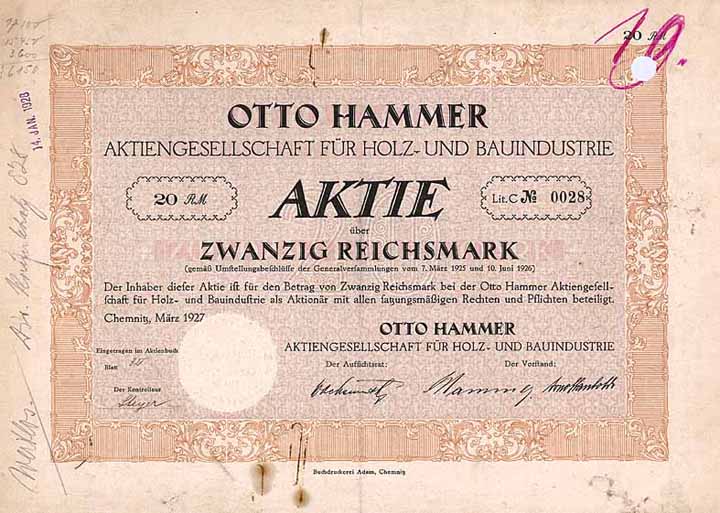 20 RM
19.
14. JAN. 1928
OTTO HAMMER
AKTIENGESELLSCHAFT FÜR HOLZ- UND BAUINDUSTRIE
20 RM
AKTIE
Lit. C № 0028
über
ZWANZIG REICHSMARK
(gemäß Umstellungsbeschlüsse der Generalversammlungen vom 7. März 1925 und 10. Juni 1926)
Der Inhaber dieser Aktie ist für den Betrag von Zwanzig Reichsmark bei der Otto Hammer Aktiengesell-
schaft für Holz- und Bauindustrie als Aktionär mit allen satzungsmäßigen Rechten und Pflichten beteiligt.
Chemnitz, März 1927
OTTO HAMMER
AKTIENGESELLSCHAFT FÜR HOLZ- UND BAUINDUSTRIE
Eingetragen im Aktienbuch
Blatt
Der Aufsichtsrat:
Der Vorstand:
Der Kontrolleur
Buchdruckerei Adam, Chemnitz